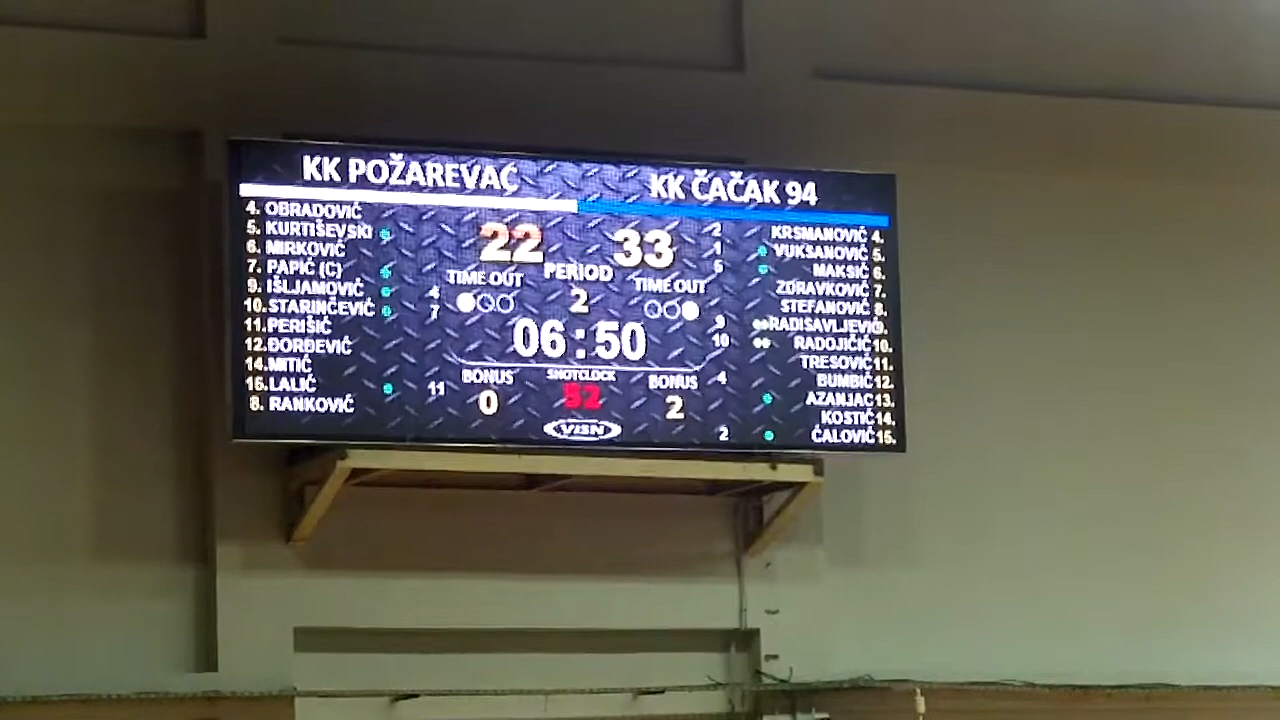 KK POŽAREVAC
KK ČAČAK 94
4. OBRADOVIĆ
5. KURTIŠEVSKI
6. MIRKOVIĆ
7. PAPIĆ (C)
9. IŠLJAMOVIĆ 4
10. STARINČEVIĆ 7
11. PERIŠIĆ
12. ĐORĐEVIĆ
14. MITIĆ
15. LALIĆ 11
8. RANKOVIĆ
22 33
TIME OUT PERIOD TIME OUT
2
06:50
BONUS SHOTCLOCK BONUS
0 52 2
VISN
2 KRSMANOVIĆ 4.
1 VUKSANOVIĆ 5.
MAKSIĆ 6.
ZDRAVKOVIĆ 7.
STEFANOVIĆ 8.
9 RADISAVLJEVIĆ 9.
10 RADOJIČIĆ 10.
TRESOVIĆ 11.
4 BUMBIĆ 12.
AZANJAC 13.
KOSTIĆ 14.
2 ĆALOVIĆ 15.